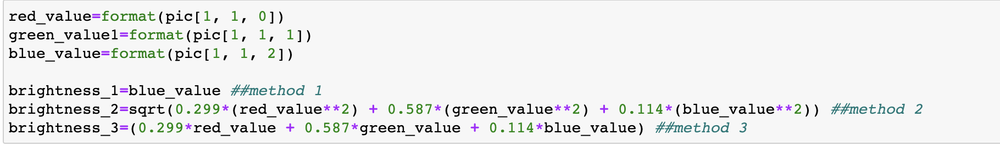 red_value=format(pic[1, 1, 0])
green_value1=format(pic[1, 1, 1])
blue_value=format(pic[1, 1, 2])
brightness_1=blue_value ##method 1
brightness_2=sqrt(0.299*(red_value**2) + 0.587*(green_value**2) + 0.114*(blue_value**2)) ##method 2
brightness_3=(0.299*red_value + 0.587*green_value + 0.114*blue_value) ##method 3